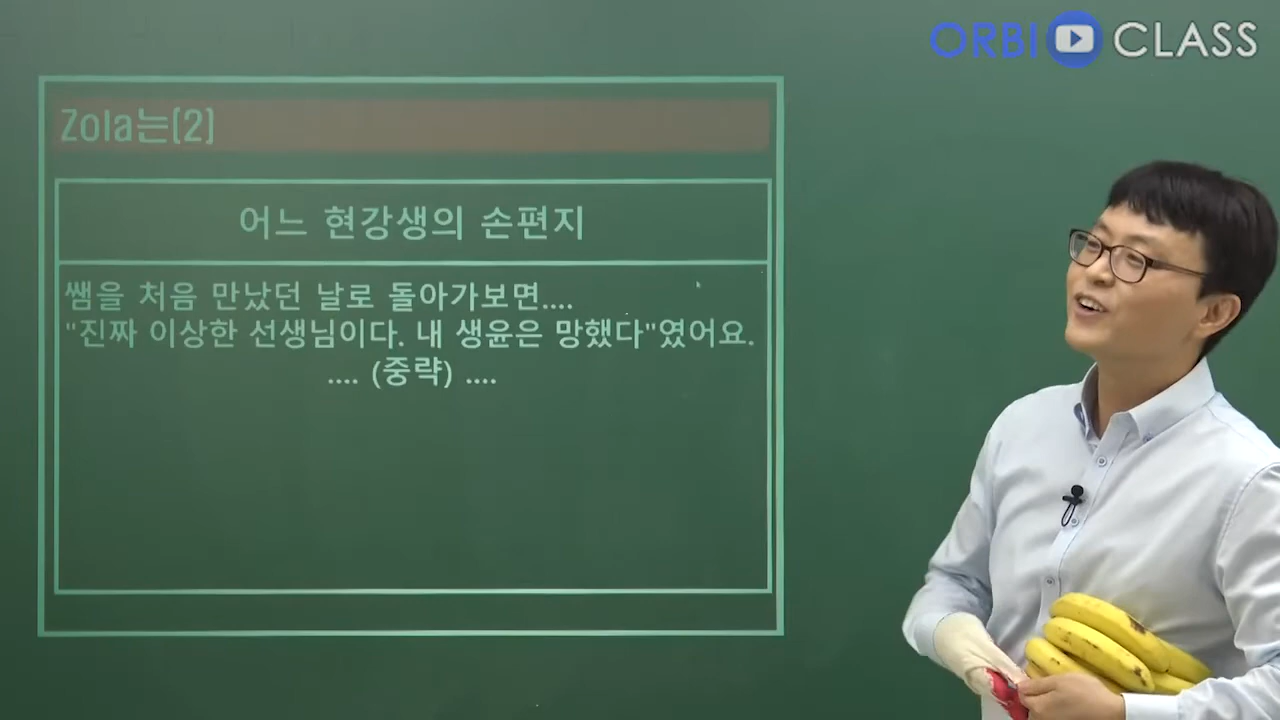 ORBI CLASS
Zola는(2)
어느 현강생의 손편지
쌤을 처음 만났던 날로 돌아가보면....
"진짜 이상한 선생님이다. 내 생윤은 망했다"였어요.
.... (중략) ....